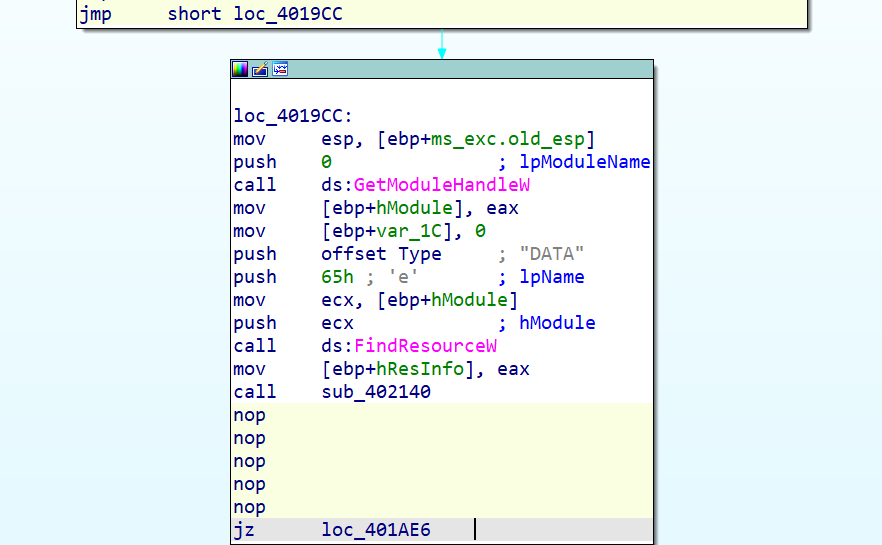 jmp     short loc_4019CC
loc_4019CC:
mov     esp, [ebp+ms_exc.old_esp]
push    0               ; lpModuleName
call    ds:GetModuleHandleW
mov     [ebp+hModule], eax
mov     [ebp+var_1C], 0
push    offset Type     ; "DATA"
push    65h ; 'e'       ; lpName
mov     ecx, [ebp+hModule]
push    ecx             ; hModule
call    ds:FindResourceW
mov     [ebp+hResInfo], eax
call    sub_402140
nop
nop
nop
nop
nop
jz      loc_401AE6